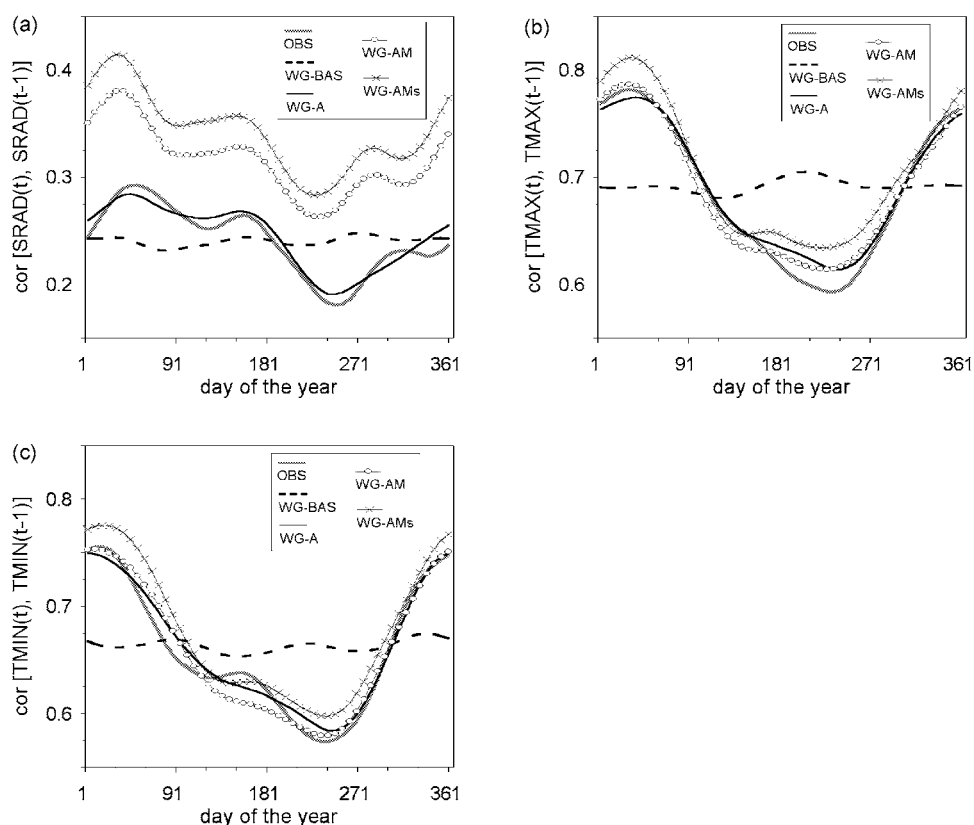 (a)
OBS
WG-BAS
WG-A
WG-AM
WG-AMs
0.4
0.3
0.2
cor [SRAD(t), SRAD(t-1)]
1 91 181 271 361
day of the year
(b)
OBS
WG-BAS
WG-A
WG-AM
WG-AMs
0.8
0.7
0.6
cor [TMAX(t), TMAX(t-1)]
1 91 181 271 361
day of the year
(c)
OBS
WG-BAS
WG-A
WG-AM
WG-AMs
0.8
0.7
0.6
cor [TMIN(t), TMIN(t-1)]
1 91 181 271 361
day of the year